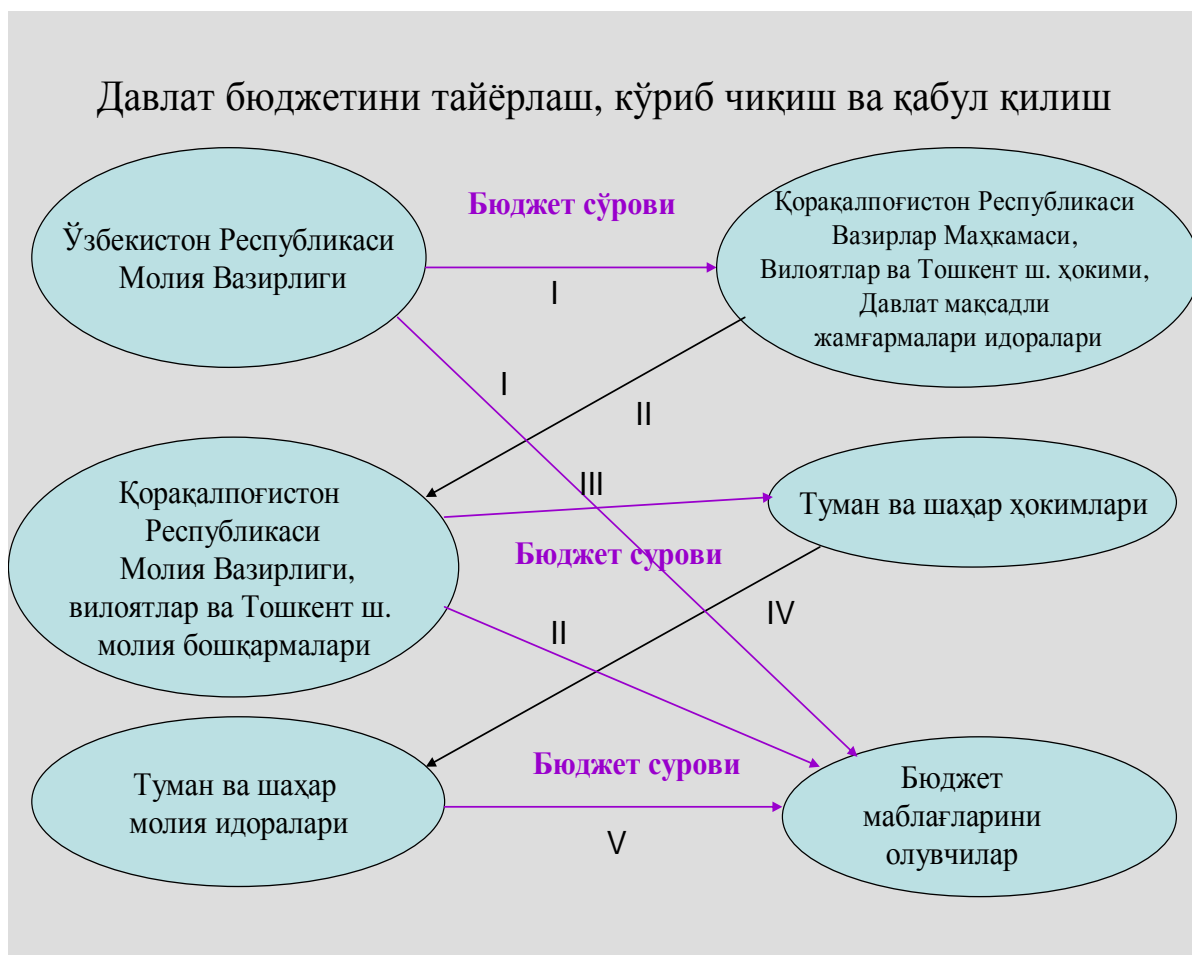 Давлат бюджетини тайёрлаш, кўриб чиқиш ва қабул қилиш
Ўзбекистон Республикаси
Молия Вазирлиги
Бюджет сўрови
I
Қорақалпоғистон Республикаси
Вазирлар Маҳкамаси,
Вилоятлар ва Тошкент ш. ҳокими,
Давлат мақсадли
жамғармалари идоралари
I
II
Қорақалпоғистон
Республикаси
Молия Вазирлиги,
вилоятлар ва Тошкент ш.
молия бошқармалари
III
Туман ва шаҳар ҳокимлари
Бюджет сурови
II
IV
Туман ва шаҳар
молия идоралари
Бюджет сурови
V
Бюджет
маблағларини
олувчилар